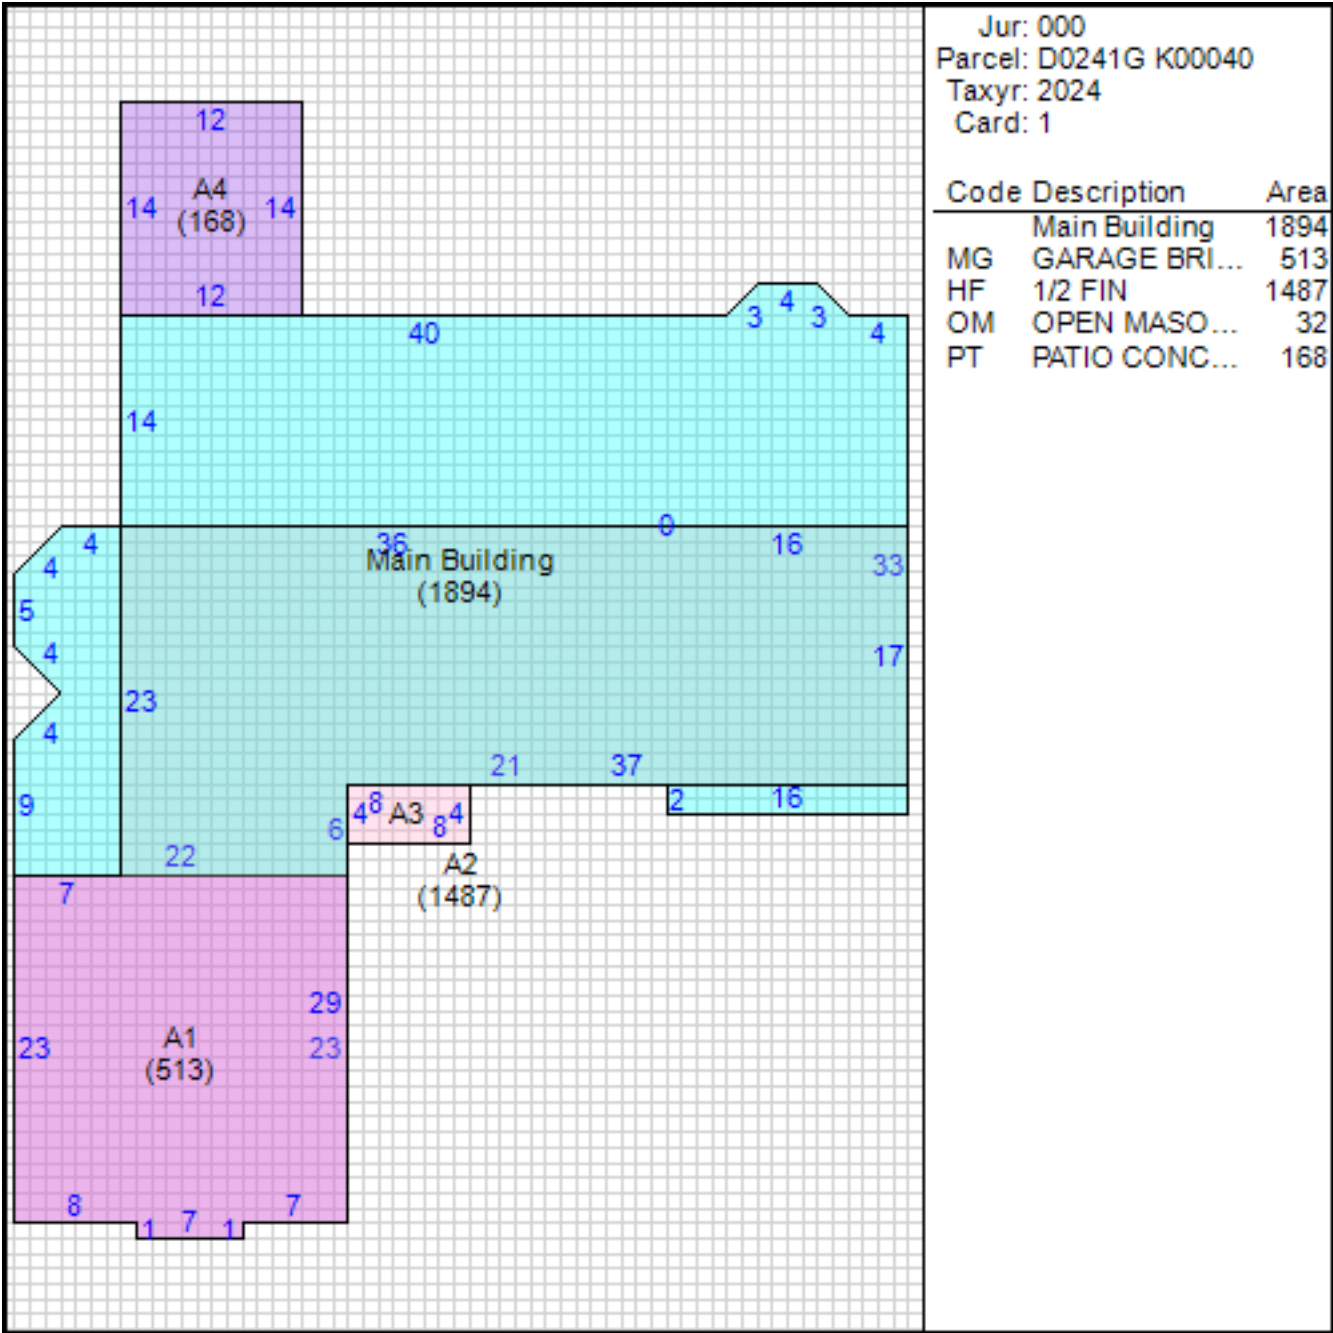 Jur: 000
Parcel: D0241G K00040
Taxyr: 2024
Card: 1
Code Description Area
Main Building 1894
MG GARAGE BRI... 513
HF 1/2 FIN 1487
OM OPEN MASO... 32
PT PATIO CONC... 168
12
A4
14 14
(168)
12
4
3 3
40 4
14
0
4 36 16
Main Building
4 33
(1894)
5
4 17
23
4
21 37
2 16
9 4 8 A3 8 4
6
22 A2
7 (1487)
29
A1
23 23
(513)
8 7
1 7 1